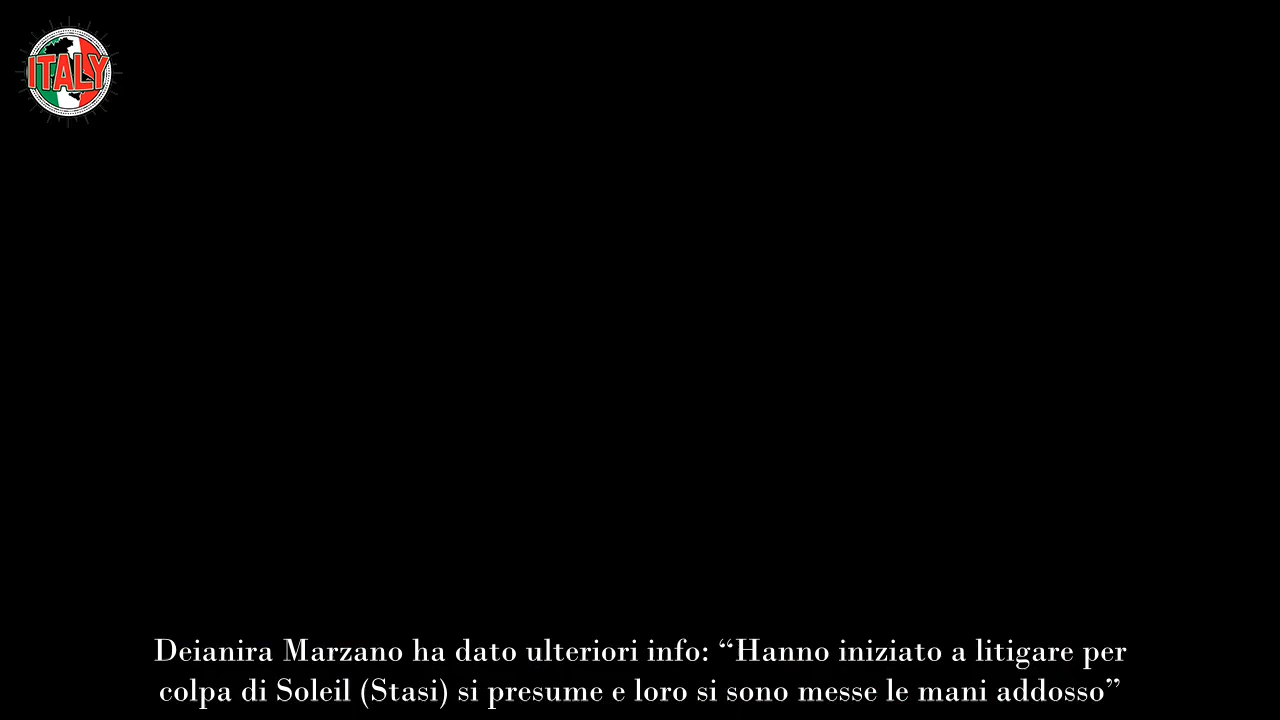 ITALY
Deianira Marzano ha dato ulteriori info: “Hanno iniziato a litigare per
colpa di Soleil (Stasi) si presume e loro si sono messe le mani addosso”